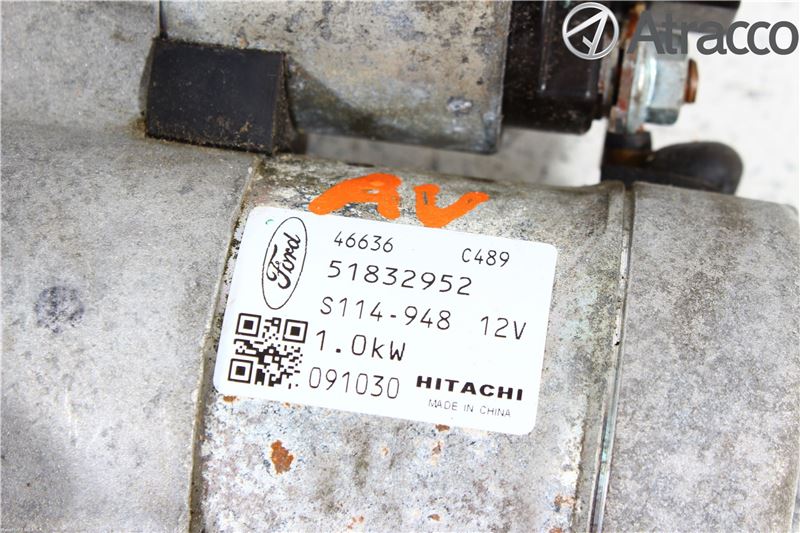 Atracco
AV
Ford
46636 C489
51832952
S114-948 12V
1.0kW
091030 HITACHI
MADE IN CHINA